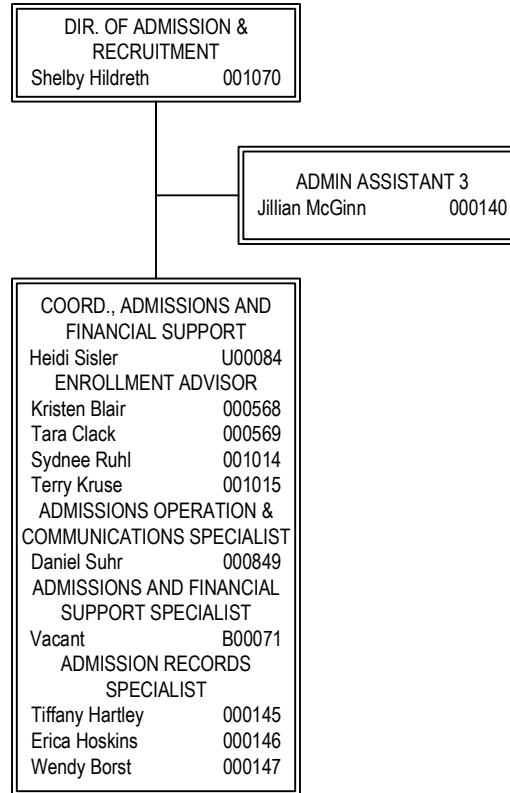 DIR. OF ADMISSION &
RECRUITMENT
Shelby Hildreth 001070
ADMIN ASSISTANT 3
Jillian McGinn 000140
COORD., ADMISSIONS AND
FINANCIAL SUPPORT
Heidi Sisler U00084
ENROLLMENT ADVISOR
Kristen Blair 000568
Tara Clack 000569
Sydnee Ruhl 001014
Terry Kruse 001015
ADMISSIONS OPERATION &
COMMUNICATIONS SPECIALIST
Daniel Suhr 000849
ADMISSIONS AND FINANCIAL
SUPPORT SPECIALIST
Vacant B00071
ADMISSION RECORDS
SPECIALIST
Tiffany Hartley 000145
Erica Hoskins 000146
Wendy Borst 000147